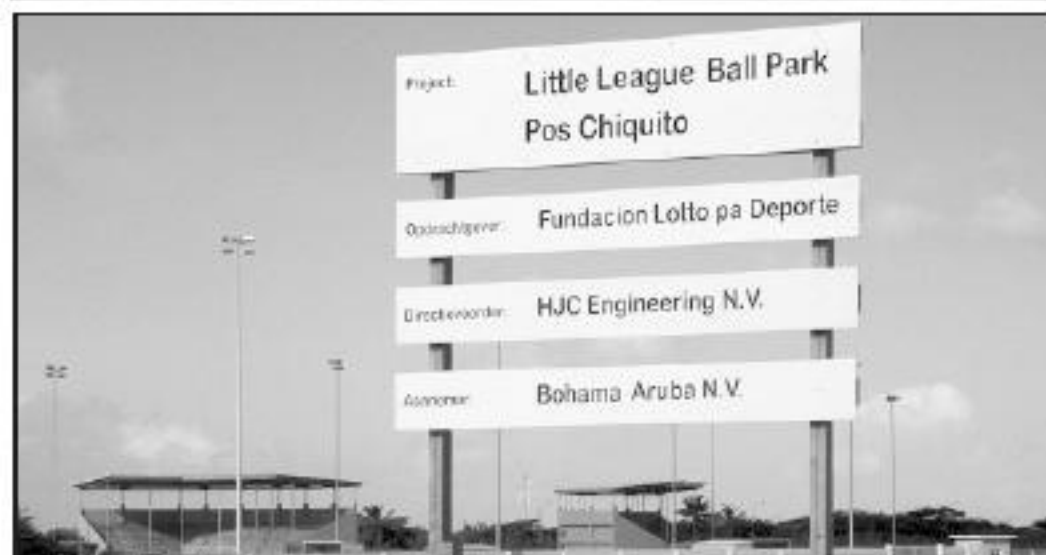 Project: Little League Ball Park
Pos Chiquito
Opdrachtgever: Fundacion Lotto pa Deporte
Directievoerder: HJC Engineering N.V.
Aannemer: Bohama Aruba N.V.